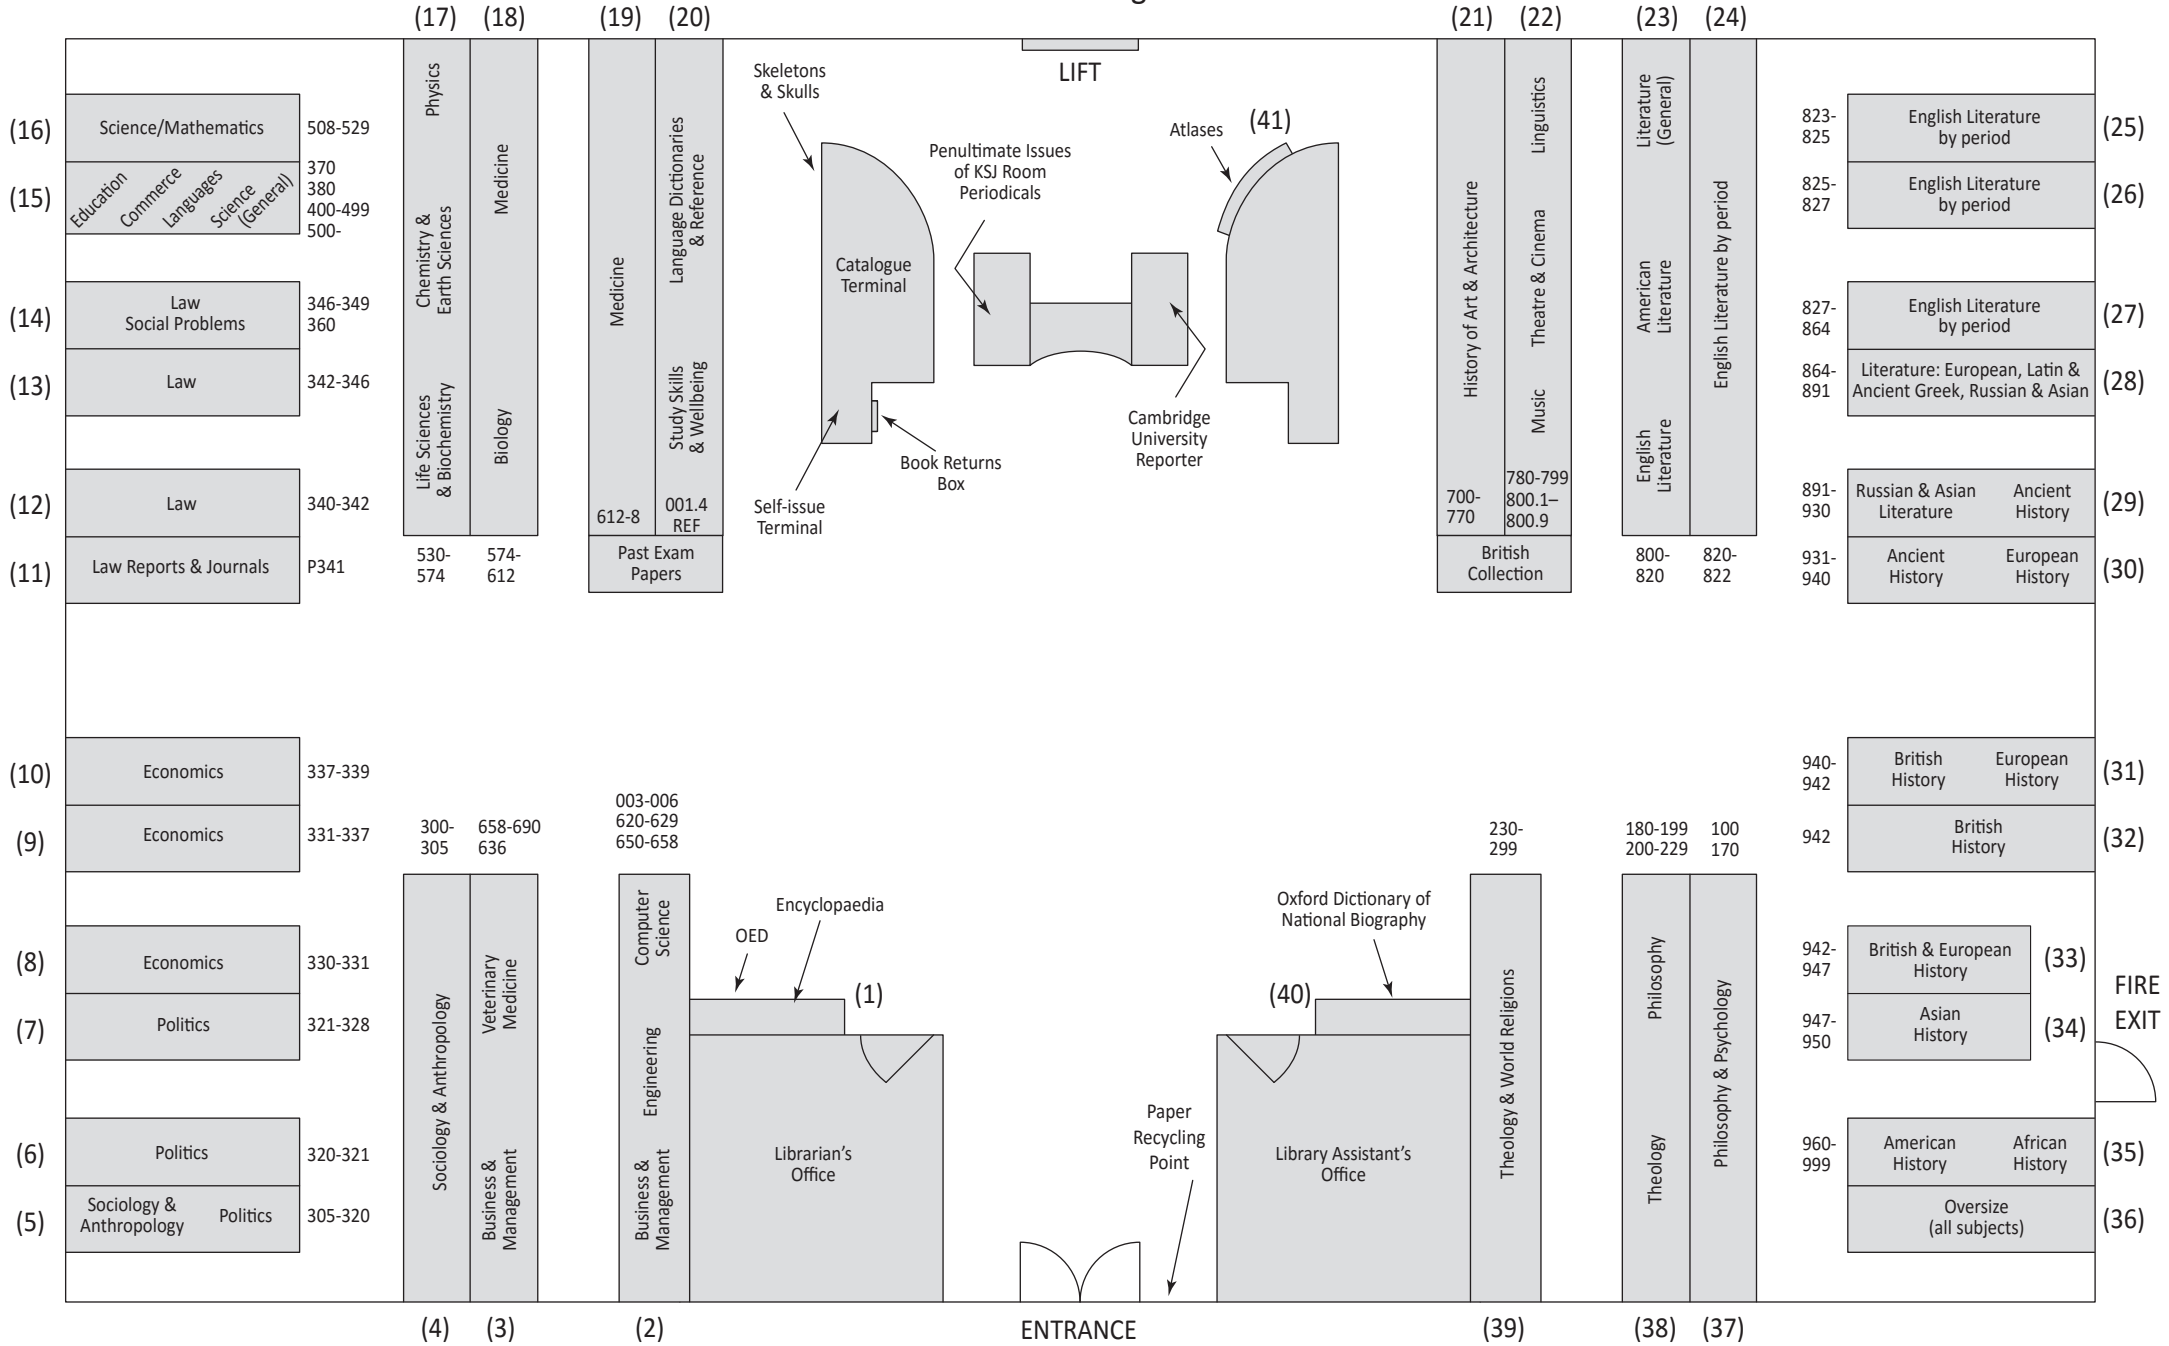 (17)
(18)
(19)
(20)
(21)
(22)
(23)
(24)
LIFT
(16)
Science/Mathematics
508-529
(15)
Education
Commerce
Languages
Science
(General)
370
380
400-499
500-
(14)
Law
Social Problems
346-349
360
(13)
Law
342-346
(12)
Law
340-342
(11)
Law Reports & Journals
P341
Physics
Chemistry &
Earth Sciences
Life Sciences
& Biochemistry
530-
574
Medicine
Biology
574-
612
Medicine
612-8
Language Dictionaries
& Reference
Study Skills
& Wellbeing
001.4
REF
Past Exam
Papers
Skeletons
& Skulls
Catalogue
Terminal
Self-issue
Terminal
Book Returns
Box
Penultimate Issues
of KSJ Room
Periodicals
Cambridge
University
Reporter
Atlases
(41)
History of Art & Architecture
700-
770
Linguistics
Theatre & Cinema
Music
780-799
800.1–
800.9
British
Collection
Literature
(General)
American
Literature
English
Literature
800-
820
English Literature by period
820-
822
823-
825
English Literature
by period
(25)
825-
827
English Literature
by period
(26)
827-
864
English Literature
by period
(27)
864-
891
Literature: European, Latin &
Ancient Greek, Russian & Asian
(28)
891-
930
Russian & Asian
Literature
Ancient
History
(29)
931-
940
Ancient
History
European
History
(30)
(10)
Economics
337-339
(9)
Economics
331-337
(8)
Economics
330-331
(7)
Politics
321-328
(6)
Politics
320-321
(5)
Sociology &
Anthropology
Politics
305-320
300-
305
Sociology & Anthropology
(4)
658-690
636
Veterinary
Medicine
Business &
Management
(3)
003-006
620-629
650-658
Computer
Science
Engineering
Business &
Management
(2)
OED
Encyclopaedia
(1)
Librarian’s
Office
ENTRANCE
Paper
Recycling
Point
Oxford Dictionary of
National Biography
(40)
Library Assistant’s
Office
230-
299
Theology & World Religions
(39)
180-199
200-229
Philosophy
Theology
(38)
100
170
Philosophy & Psychology
(37)
940-
942
British
History
European
History
(31)
942
British
History
(32)
942-
947
British & European
History
(33)
947-
950
Asian
History
(34)
FIRE
EXIT
960-
999
American
History
African
History
(35)
Oversize
(all subjects)
(36)